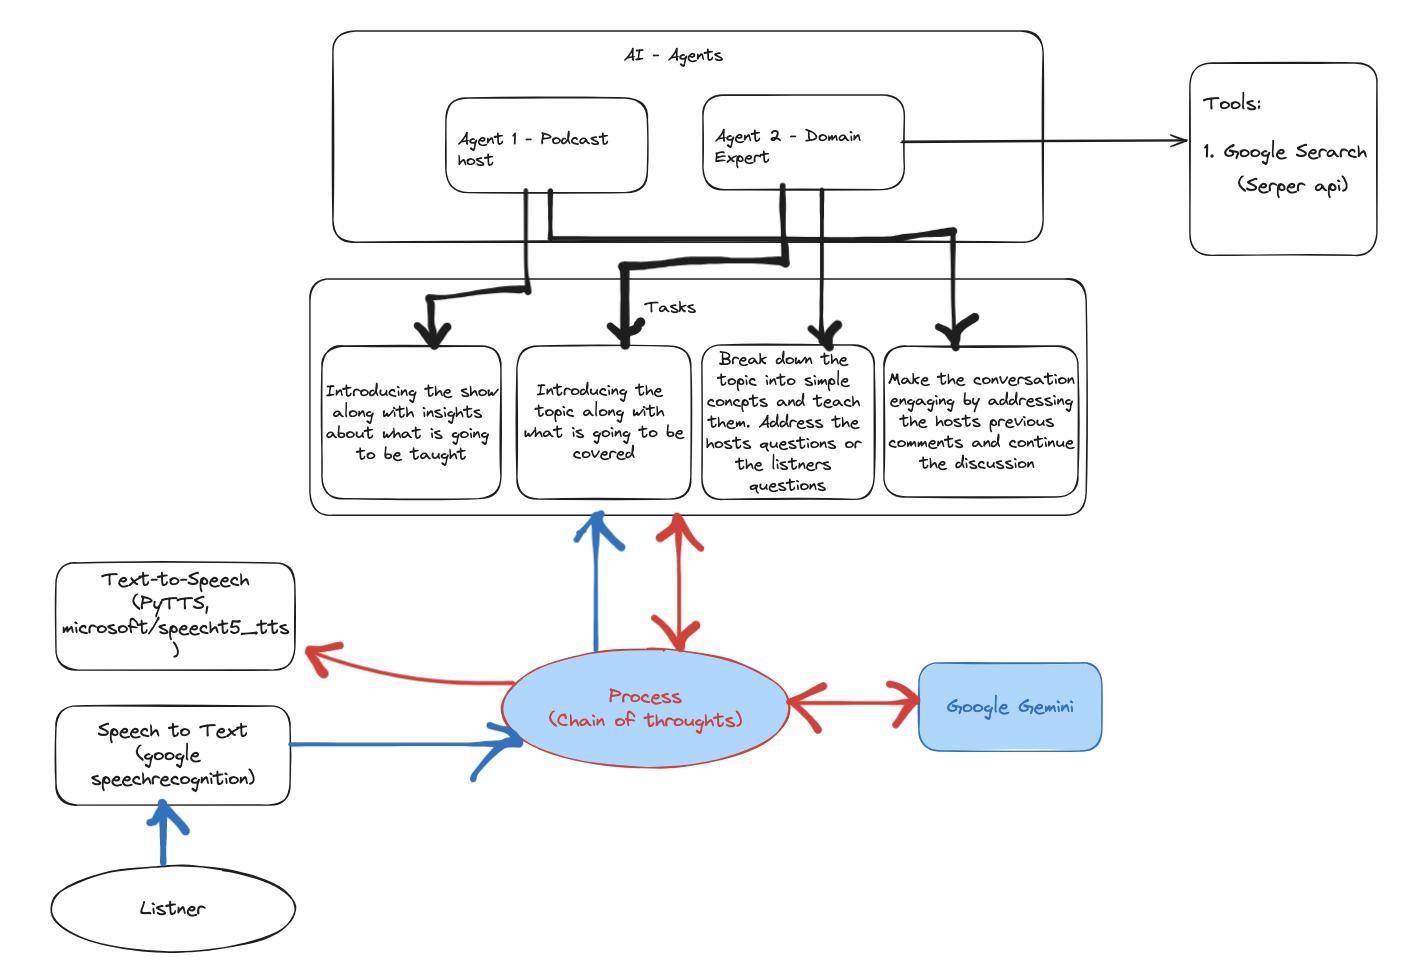 AI - Agents
Agent 1 - Podcast
host
Agent 2 - Domain
Expert
Tools:
1. Google Serarch
(Serper api)
Tasks
Introducing the show
along with insights
about what is going
to be taught
Introducing the
topic along with
what is going to be
covered
Break down the
topic into simple
concpts and teach
them. Address the
hosts questions or
the listners
questions
Make the conversation
engaging by addressing
the hosts previous
comments and continue
the discussion
Text-to-Speech
(PyTTS,
microsoft/speecht5_tts
)
Process
(Chain of throughts)
Google Gemini
Speech to Text
(google
speechrecognition)
Listner